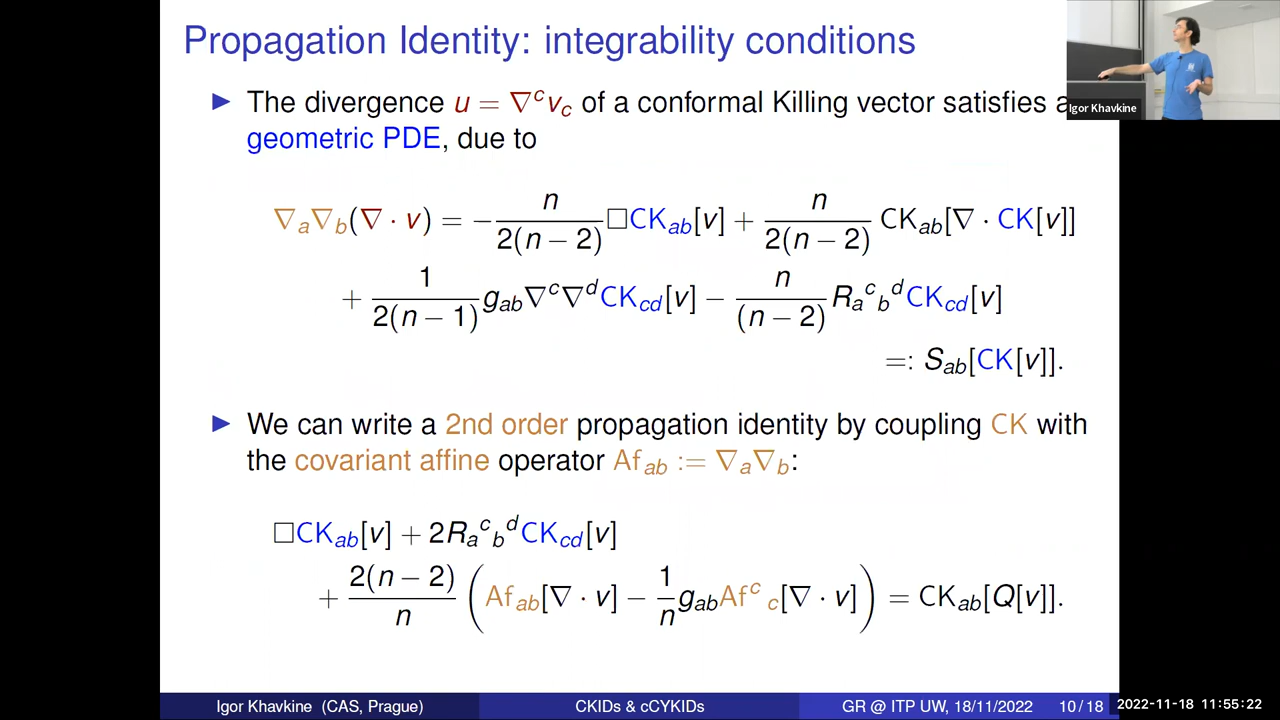 Propagation Identity: integrability conditions
▶ The divergence u = ∇^c v_c of a conformal Killing vector satisfies a
geometric PDE, due to
∇_a∇_b(∇ · v) = − n/(2(n − 2)) □CK_ab[v] + n/(2(n − 2)) CK_ab[∇ · CK[v]]
+ 1/(2(n − 1)) g_ab∇^c∇^d CK_cd[v] − n/(n − 2) R_a^c_b^d CK_cd[v]
=: S_ab[CK[v]].
▶ We can write a 2nd order propagation identity by coupling CK with
the covariant affine operator Af_ab := ∇_a∇_b:
□CK_ab[v] + 2R_a^c_b^d CK_cd[v]
+ 2(n − 2)/n ( Af_ab[∇ · v] − 1/n g_ab Af^c_c[∇ · v] ) = CK_ab[Q[v]].
Igor Khavkine
Igor Khavkine (CAS, Prague) CKIDs & cCYKIDs GR @ ITP UW, 18/11/2022 10 / 18
2022-11-18 11:55:22